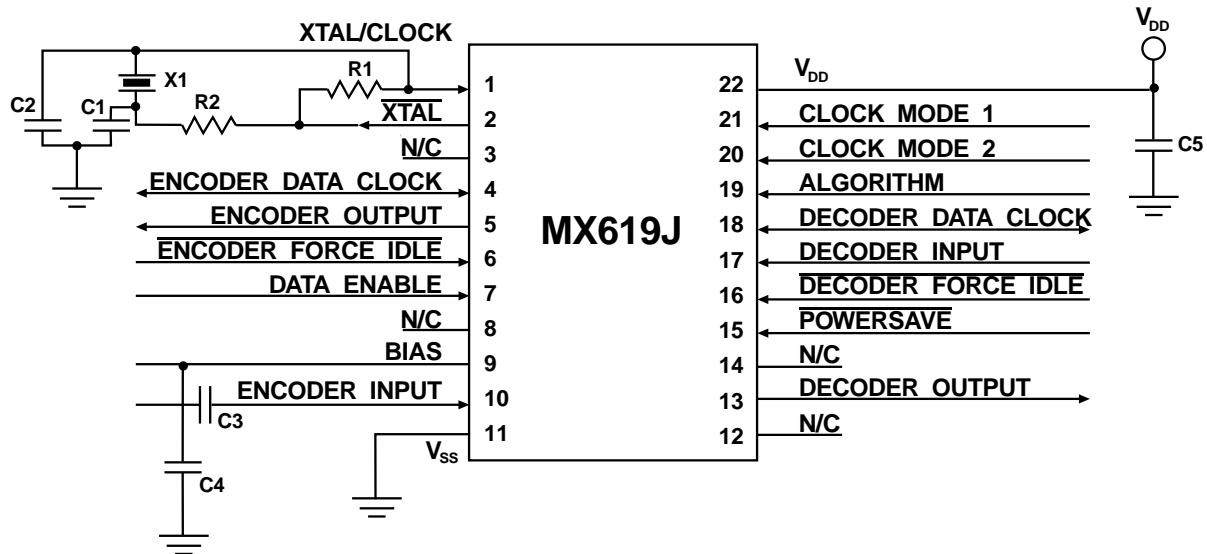 XTAL/CLOCK
V_DD
R1
X1
C2
C1
R2
XTAL
N/C
ENCODER DATA CLOCK
ENCODER OUTPUT
ENCODER FORCE IDLE
DATA ENABLE
N/C
BIAS
ENCODER INPUT
C3
V_SS
C4
1
2
3
4
5
6
7
8
9
10
11
MX619J
22
21
20
19
18
17
16
15
14
13
12
V_DD
CLOCK MODE 1
CLOCK MODE 2
ALGORITHM
DECODER DATA CLOCK
DECODER INPUT
DECODER FORCE IDLE
POWERSAVE
N/C
DECODER OUTPUT
N/C
C5